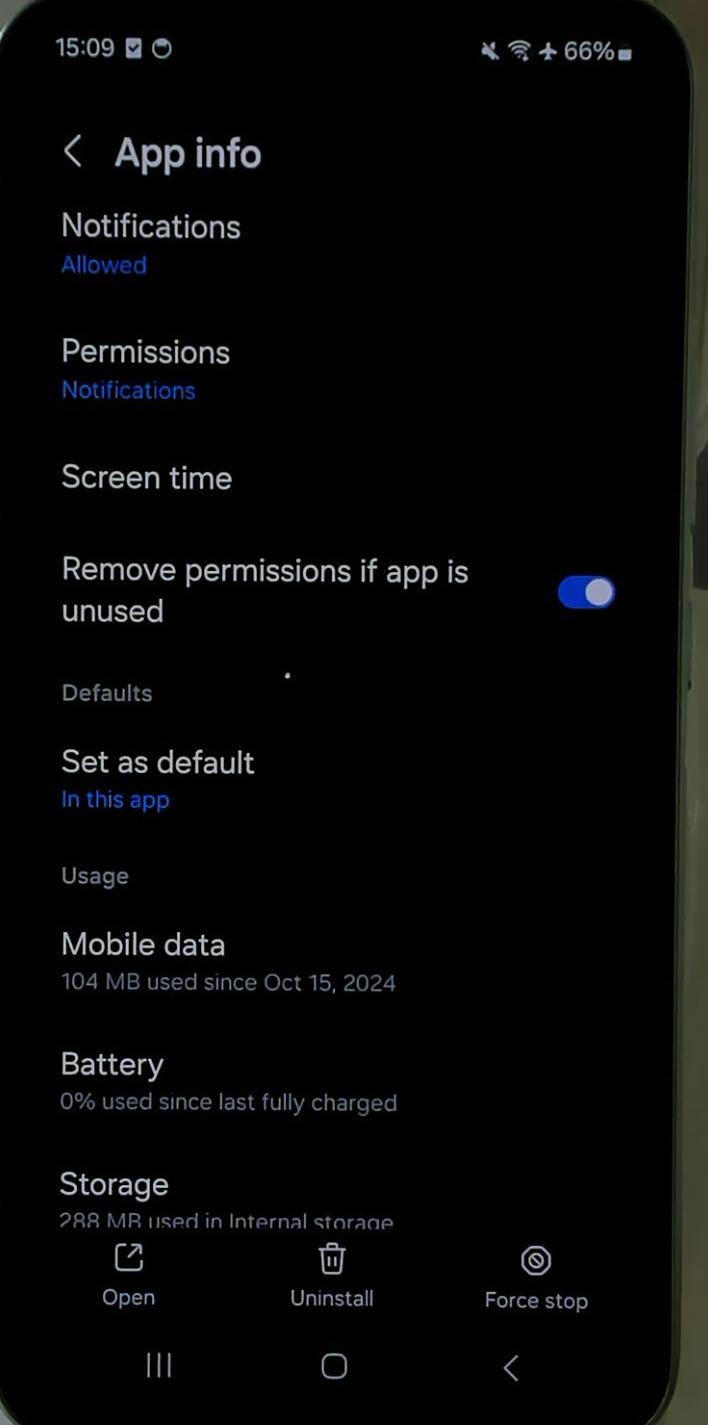 15:09 66%
App info
Notifications
Allowed
Permissions
Notifications
Screen time
Remove permissions if app is
unused
Defaults
Set as default
In this app
Usage
Mobile data
104 MB used since Oct 15, 2024
Battery
0% used since last fully charged
Storage
288 MB used in Internal storage
Open Uninstall Force stop